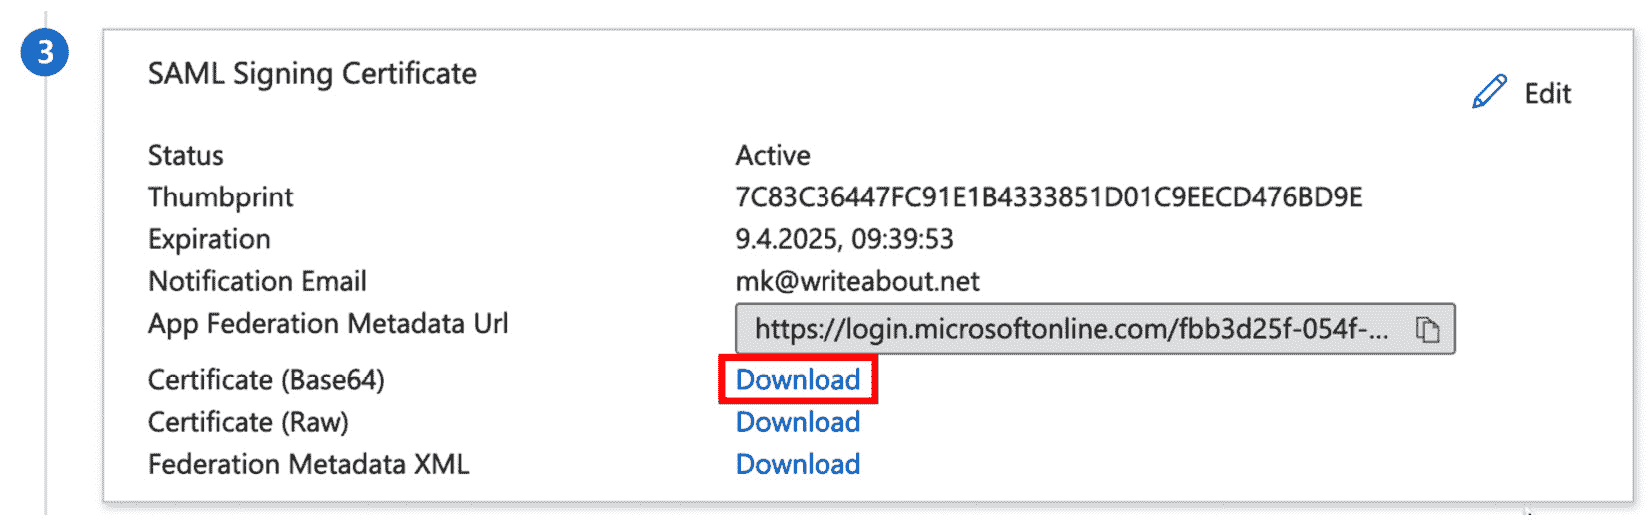 3
SAML Signing Certificate
Edit
Status Active
Thumbprint 7C83C36447FC91E1B4333851D01C9EECD476BD9E
Expiration 9.4.2025, 09:39:53
Notification Email mk@writeabout.net
App Federation Metadata Url https://login.microsoftonline.com/fbb3d25f-054f-...
Certificate (Base64) Download
Certificate (Raw) Download
Federation Metadata XML Download